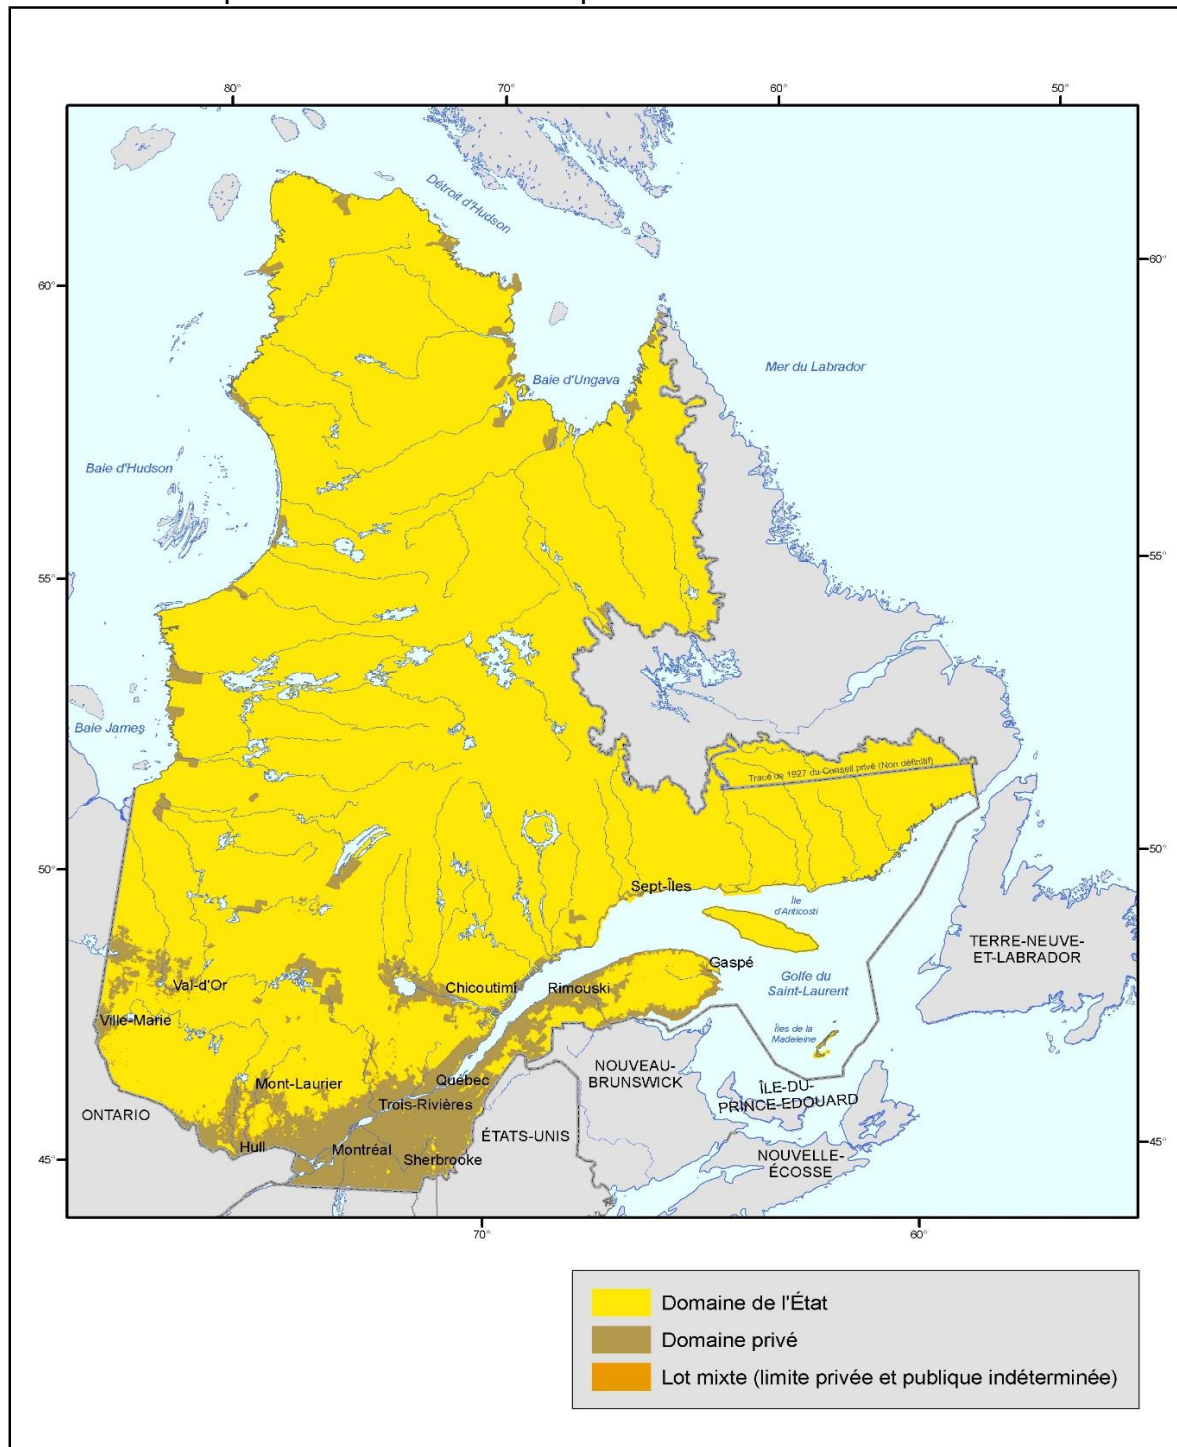 80°
70°
60°
50°
Détroit d'Hudson
60°
60°
Mer du Labrador
Baie d'Ungava
Baie d'Hudson
55°
55°
Baie James
Tracé de 1927 du Conseil privé (Non définitif)
50°
50°
Sept-Îles
Île
d'Anticosti
TERRE-NEUVE-
ET-LABRADOR
Gaspé
Golfe du
Saint-Laurent
Val-d'Or
Chicoutimi
Rimouski
Ville-Marie
Îles de la
Madeleine
NOUVEAU-
BRUNSWICK
Mont-Laurier
Québec
ÎLE-DU-
PRINCE-EDOUARD
Trois-Rivières
ONTARIO
ÉTATS-UNIS
Hull
Montréal
Sherbrooke
NOUVELLE-
ÉCOSSE
45°
45°
70°
60°
Domaine de l'État
Domaine privé
Lot mixte (limite privée et publique indéterminée)